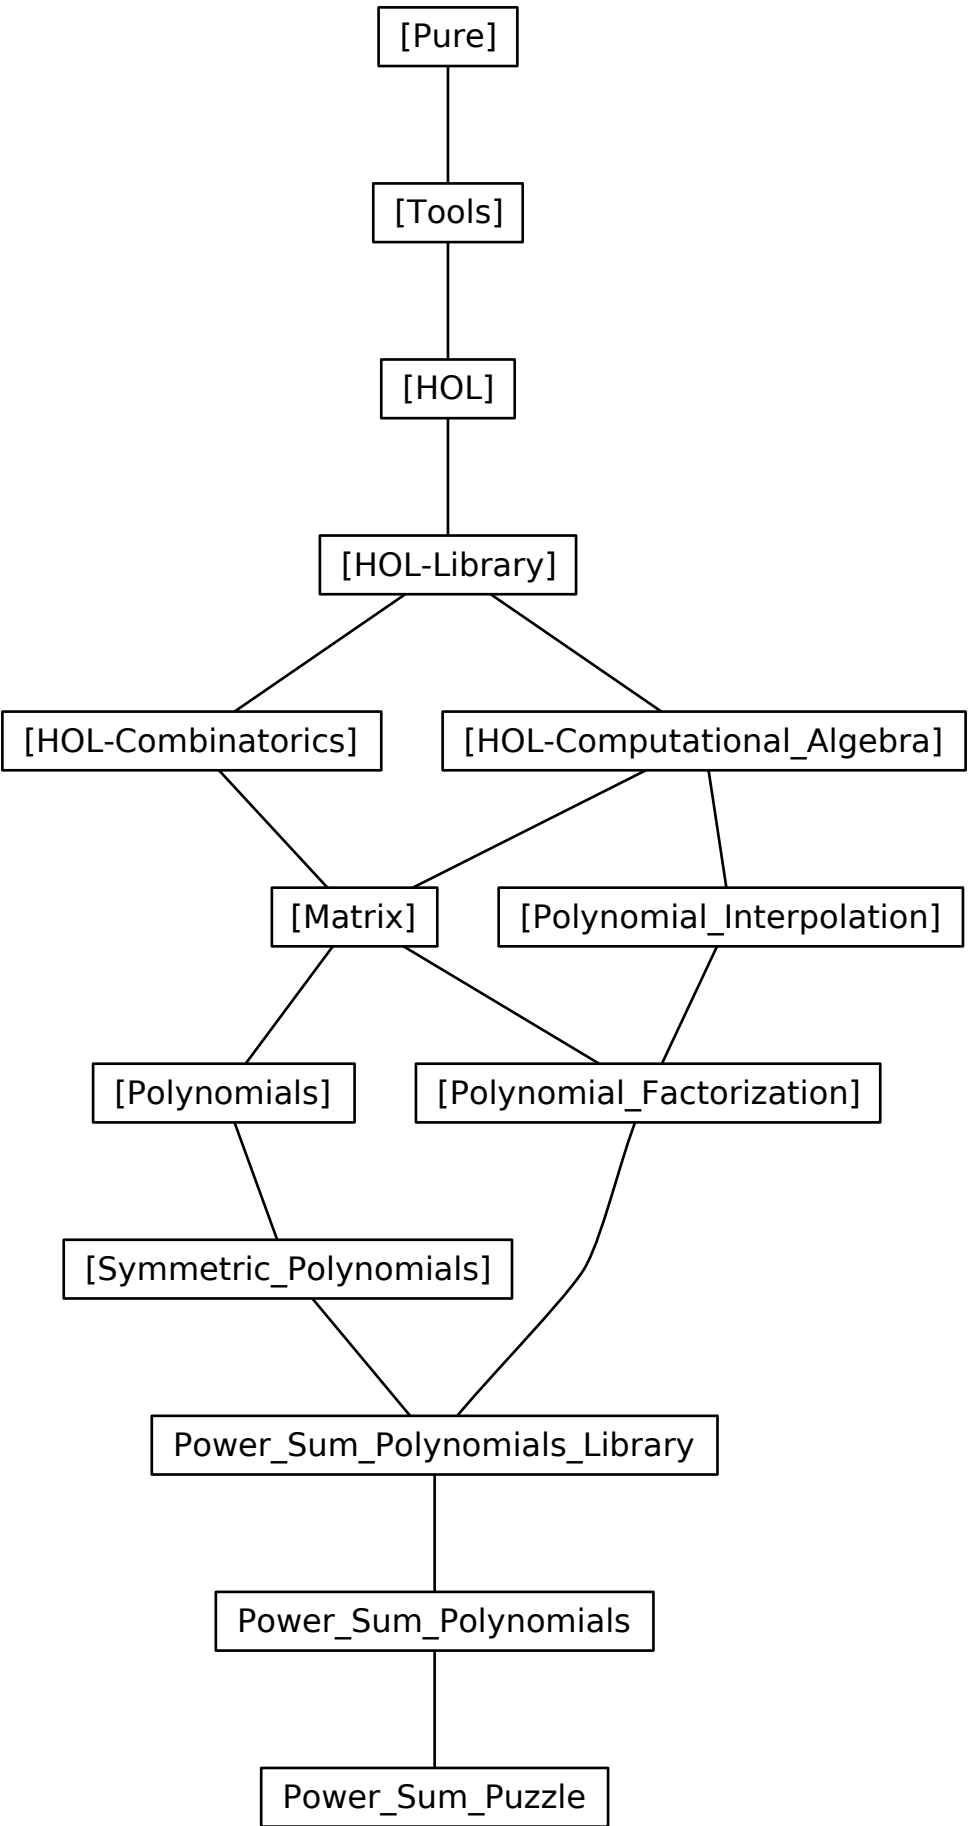 [Pure]
[Tools]
[HOL]
[HOL-Library]
[HOL-Combinatorics]
[HOL-Computational_Algebra]
[Matrix]
[Polynomial_Interpolation]
[Polynomials]
[Polynomial_Factorization]
[Symmetric_Polynomials]
Power_Sum_Polynomials_Library
Power_Sum_Polynomials
Power_Sum_Puzzle